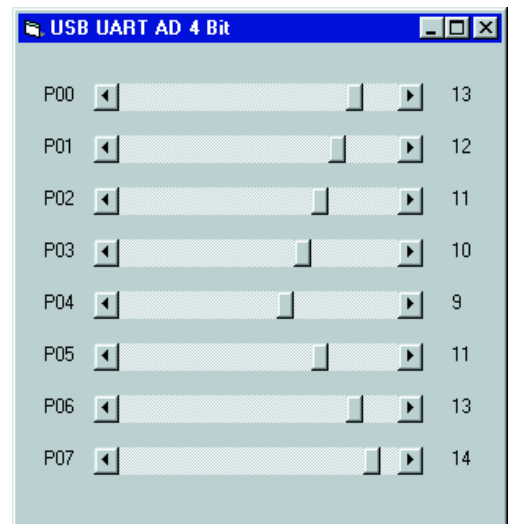 USB UART AD 4 Bit
P00 13
P01 12
P02 11
P03 10
P04 9
P05 11
P06 13
P07 14